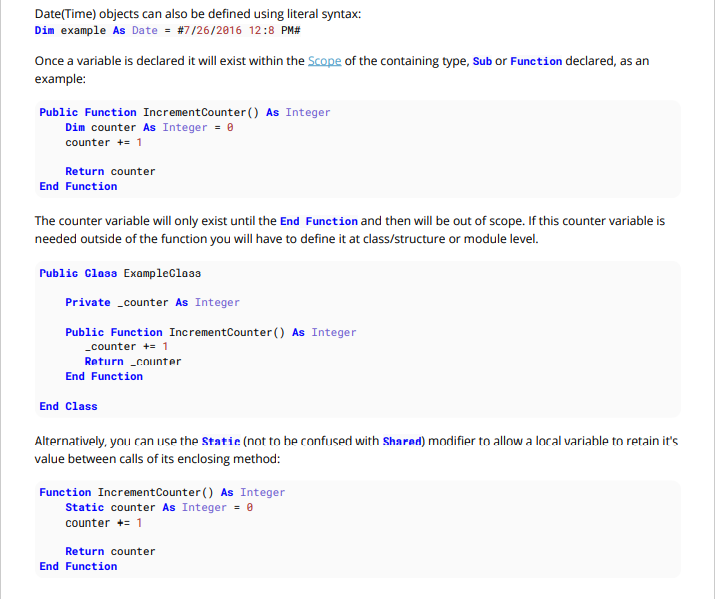 Date(Time) objects can also be defined using literal syntax:
Dim example As Date = #7/26/2016 12:8 PM#
Once a variable is declared it will exist within the Scope of the containing type, Sub or Function declared, as an
example:
Public Function IncrementCounter() As Integer
    Dim counter As Integer = 0
    counter += 1
    Return counter
End Function
The counter variable will only exist until the End Function and then will be out of scope. If this counter variable is
needed outside of the function you will have to define it at class/structure or module level.
Public Class ExampleClass
    Private _counter As Integer
    Public Function IncrementCounter() As Integer
       _counter += 1
       Return _counter
    End Function
End Class
Alternatively, you can use the Static (not to be confused with Shared) modifier to allow a local variable to retain it's
value between calls of its enclosing method:
Function IncrementCounter() As Integer
    Static counter As Integer = 0
    counter += 1
    Return counter
End Function